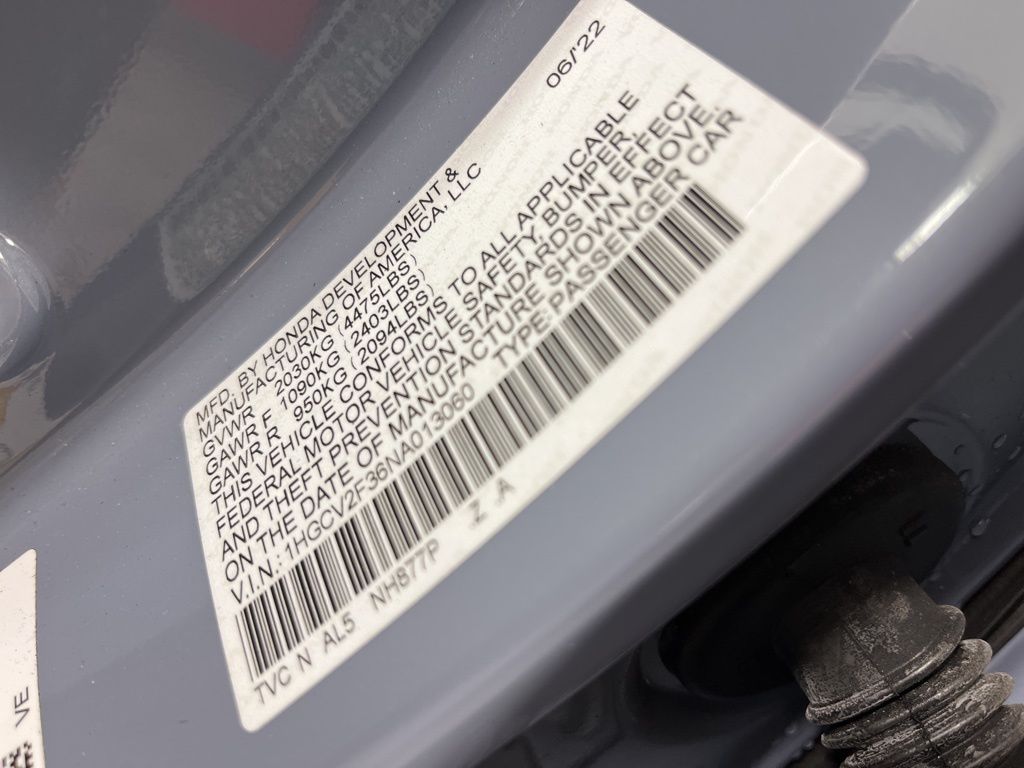 MFD. BY HONDA DEVELOPMENT &
MANUFACTURING OF AMERICA, LLC 06/'22
GVWR 2030KG (4475LBS)
GAWR F 1090KG (2403LBS)
GAWR R 950KG (2094LBS)
THIS VEHICLE CONFORMS TO ALL APPLICABLE
FEDERAL MOTOR VEHICLE SAFETY, BUMPER,
AND THEFT PREVENTION STANDARDS IN EFFECT
ON THE DATE OF MANUFACTURE SHOWN ABOVE.
V.I.N.: 1HGCV2F36NA013060 TYPE: PASSENGER CAR
TVC N AL5 NH877P Z .A
VE